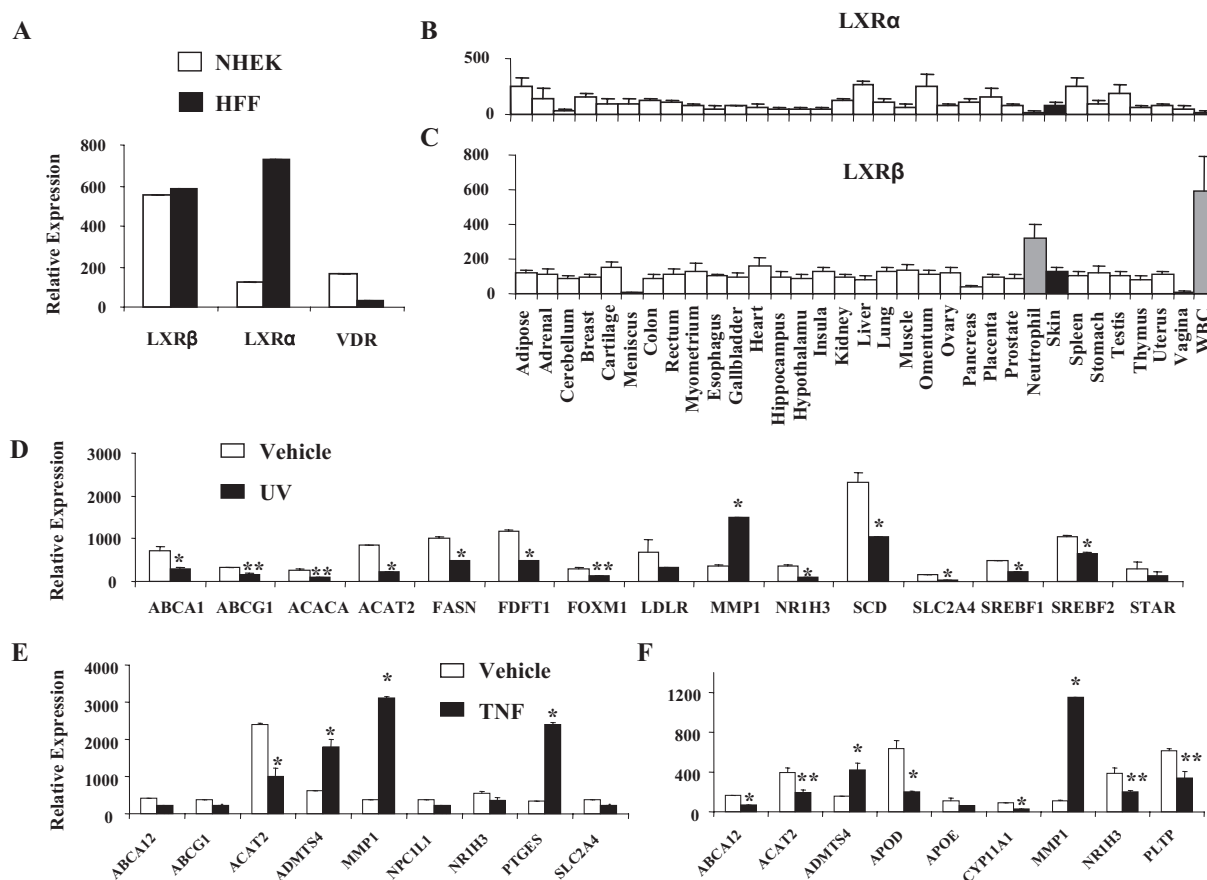 A
NHEK
HFF
Relative Expression
800
600
400
200
0
LXRβ LXRα VDR
B
LXRα
500
0
C
LXRβ
800
600
400
200
0
Adipose
Adrenal
Cerebellum
Breast
Cartilage
Meniscus
Colon
Rectum
Myometrium
Esophagus
Gallbladder
Heart
Hippocampus
Hypothalamu
Insula
Kidney
Liver
Lung
Muscle
Omentum
Ovary
Pancreas
Placenta
Prostate
Neutrophil
Skin
Spleen
Stomach
Testis
Thymus
Uterus
Vagina
WBC
D
Vehicle
UV
Relative Expression
3000
2000
1000
0
* ** ** * * * ** * * * * * *
ABCA1 ABCG1 ACACA ACAT2 FASN FDFT1 FOXM1 LDLR MMP1 NR1H3 SCD SLC2A4 SREBF1 SREBF2 STAR
E
Vehicle
TNF
Relative Expression
4000
3000
2000
1000
0
* * * *
ABCA12
ABCG1
ACAT2
ADMTS4
MMP1
NPC1L1
NR1H3
PTGES
SLC2A4
F
1200
800
400
0
* ** * * * * ** **
ABCA12
ACAT2
ADMTS4
APOD
APOE
CYP11A1
MMP1
NR1H3
PLTP